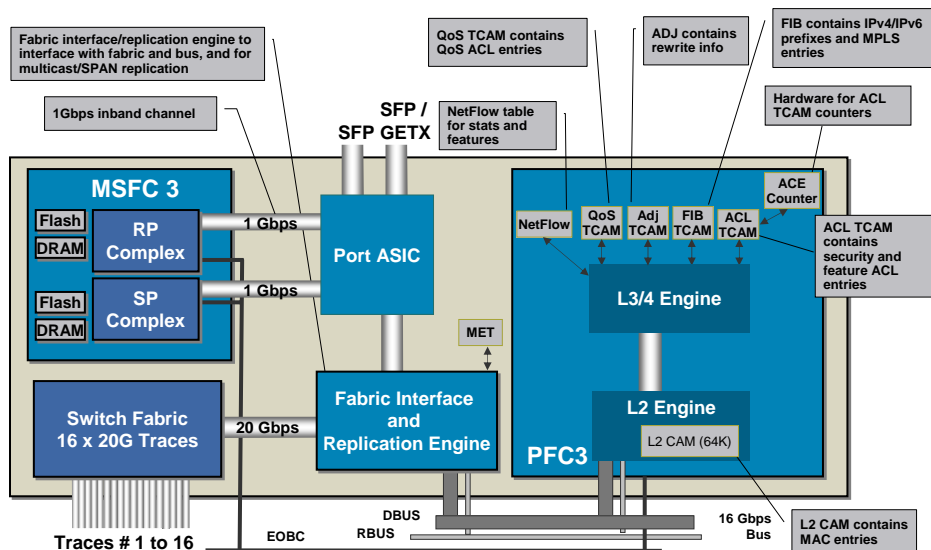 Fabric interface/replication engine to
interface with fabric and bus, and for
multicast/SPAN replication
QoS TCAM contains
QoS ACL entries
ADJ contains
rewrite info
FIB contains IPv4/IPv6
prefixes and MPLS
entries
1Gbps inband channel
SFP /
SFP GETX
NetFlow table
for stats and
features
Hardware for ACL
TCAM counters
MSFC 3
Flash
DRAM
RP
Complex
1 Gbps
Flash
DRAM
SP
Complex
1 Gbps
Port ASIC
MET
NetFlow
QoS
TCAM
Adj
TCAM
FIB
TCAM
ACL
TCAM
ACE
Counter
ACL TCAM
contains
security and
feature ACL
entries
L3/4 Engine
Switch Fabric
16 x 20G Traces
20 Gbps
Fabric Interface
and
Replication Engine
L2 Engine
L2 CAM (64K)
PFC3
Traces # 1 to 16
EOBC
DBUS
RBUS
16 Gbps
Bus
L2 CAM contains
MAC entries